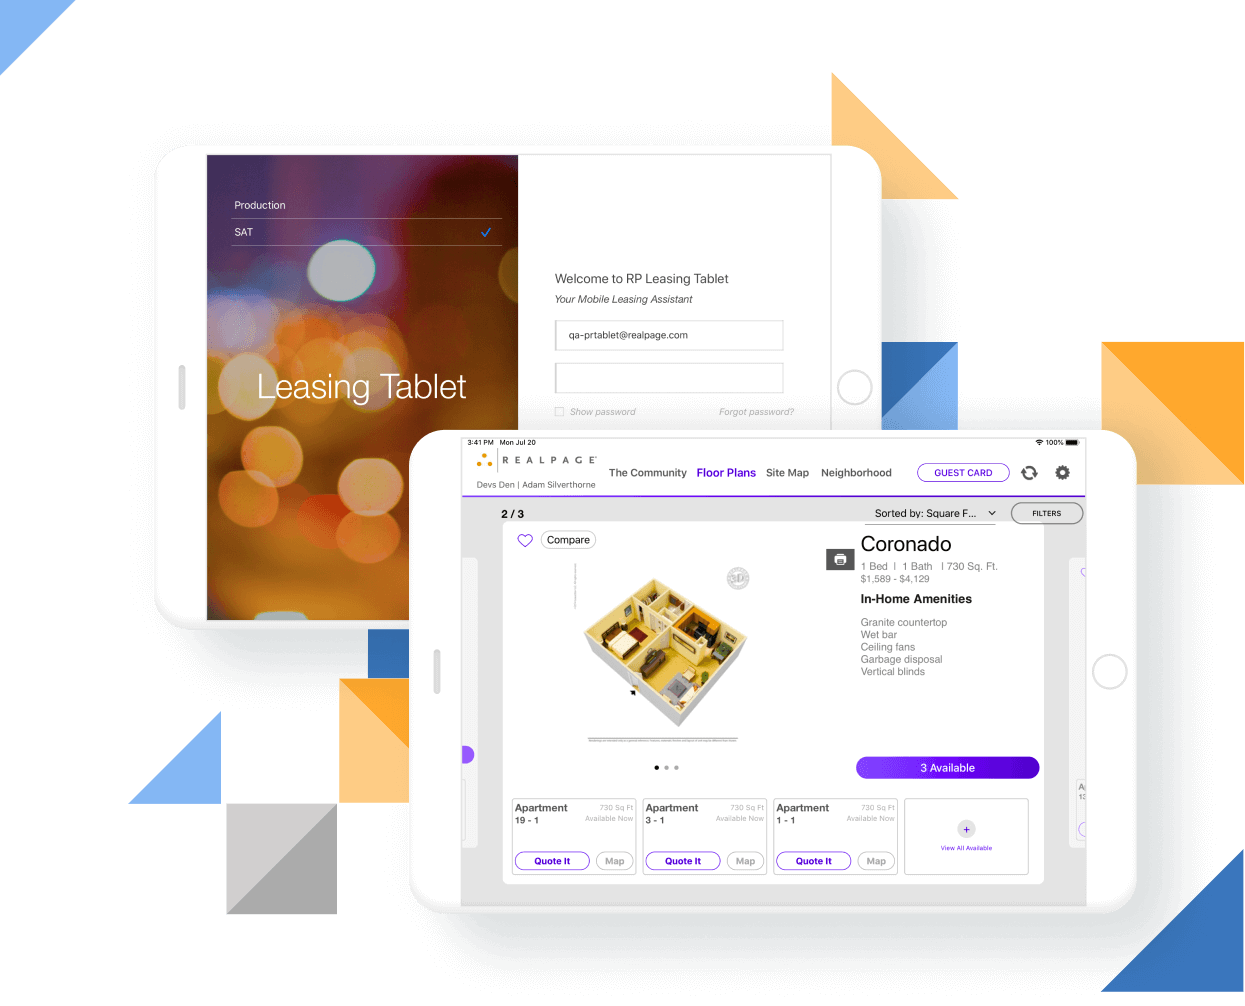 Production
SAT
Leasing Tablet
Welcome to RP Leasing Tablet
Your Mobile Leasing Assistant
qa-prtablet@realpage.com
Show password
Forgot password?
3:41 PM Mon Jul 20
100%
REALPAGE
Devs Den | Adam Silverthorne
The Community
Floor Plans
Site Map
Neighborhood
GUEST CARD
2 / 3
Sorted by: Square F...
FILTERS
Compare
Coronado
1 Bed | 1 Bath | 730 Sq. Ft.
$1,589 - $4,129
In-Home Amenities
Granite countertop
Wet bar
Ceiling fans
Garbage disposal
Vertical blinds
3 Available
Apartment 730 Sq Ft
19 - 1 Available Now
Quote It Map
Apartment 730 Sq Ft
3 - 1 Available Now
Quote It Map
Apartment 730 Sq Ft
1 - 1 Available Now
Quote It Map
+
View All Available